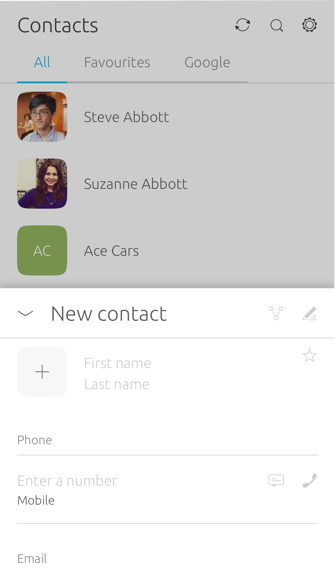 Contacts
All Favourites Google
Steve Abbott
Suzanne Abbott
AC Ace Cars
New contact
First name
Last name
Phone
Enter a number
Mobile
Email